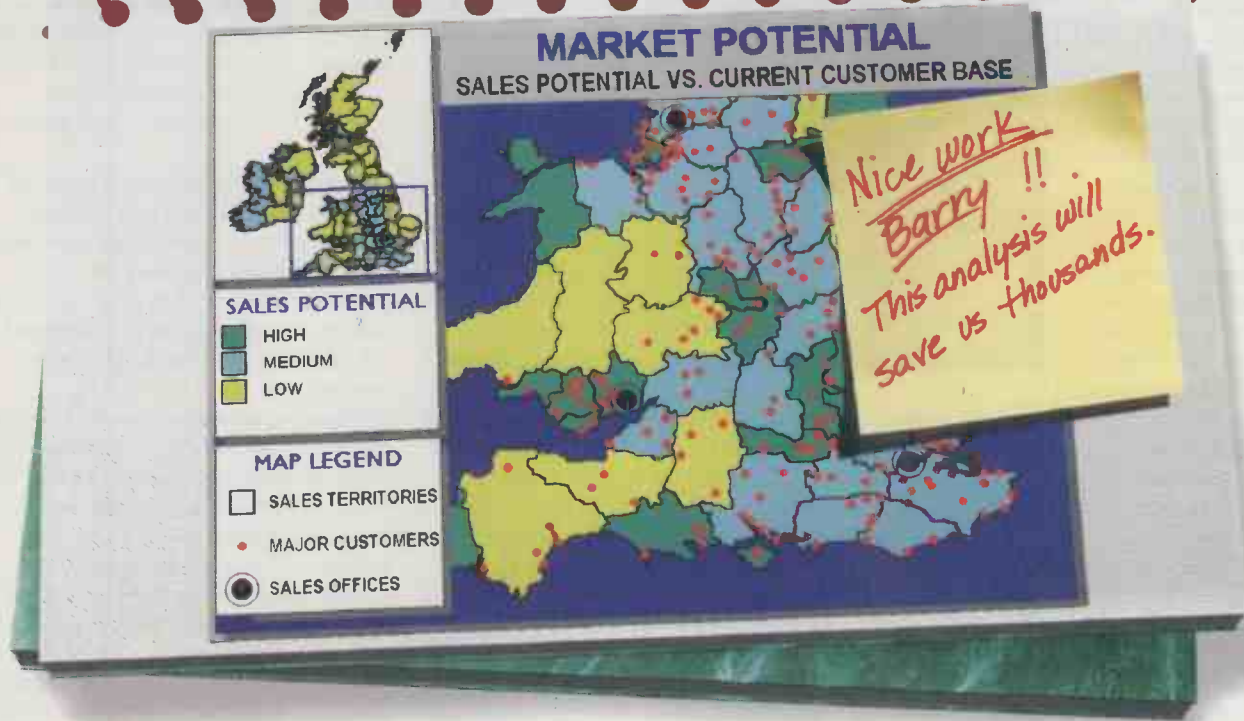 MARKET POTENTIAL
SALES POTENTIAL VS. CURRENT CUSTOMER BASE
SALES POTENTIAL
HIGH
MEDIUM
LOW
MAP LEGEND
SALES TERRITORIES
MAJOR CUSTOMERS
SALES OFFICES
Nice work
Barry !!
This analysis will
save us thousands.